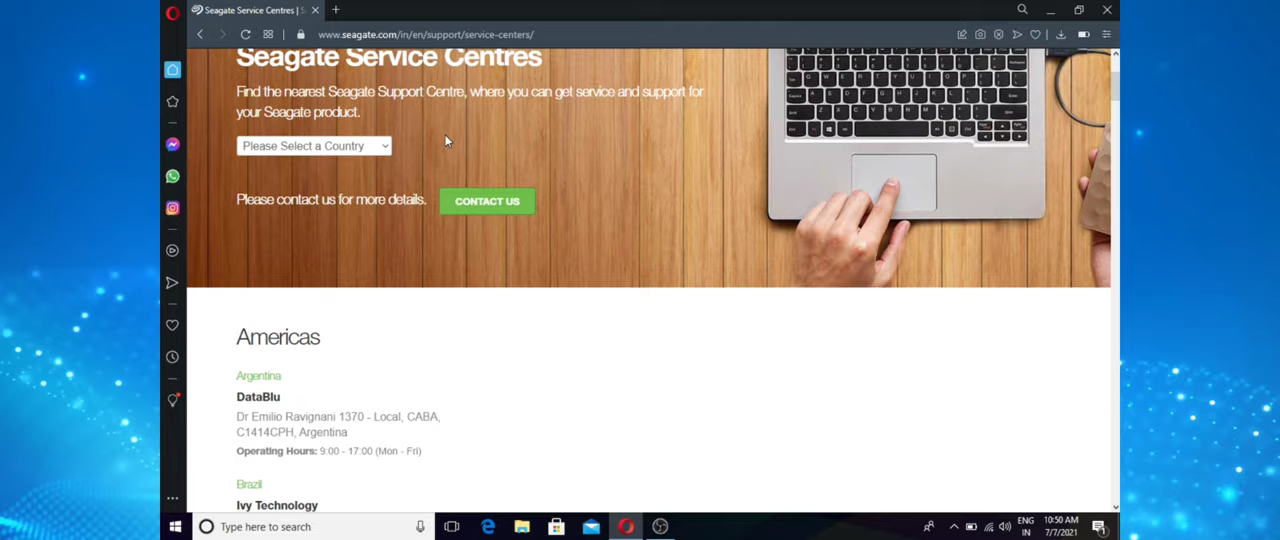 Seagate Service Centres | S
www.seagate.com/in/en/support/service-centers/
Seagate Service Centres
Find the nearest Seagate Support Centre, where you can get service and support for
your Seagate product.
Please Select a Country
Please contact us for more details.
CONTACT US
Americas
Argentina
DataBlu
Dr Emilio Ravignani 1370 - Local, CABA,
C1414CPH, Argentina
Operating Hours: 9:00 - 17:00 (Mon - Fri)
Brazil
Ivy Technology
Type here to search
ENG
IN
10:50 AM
7/7/2021
1